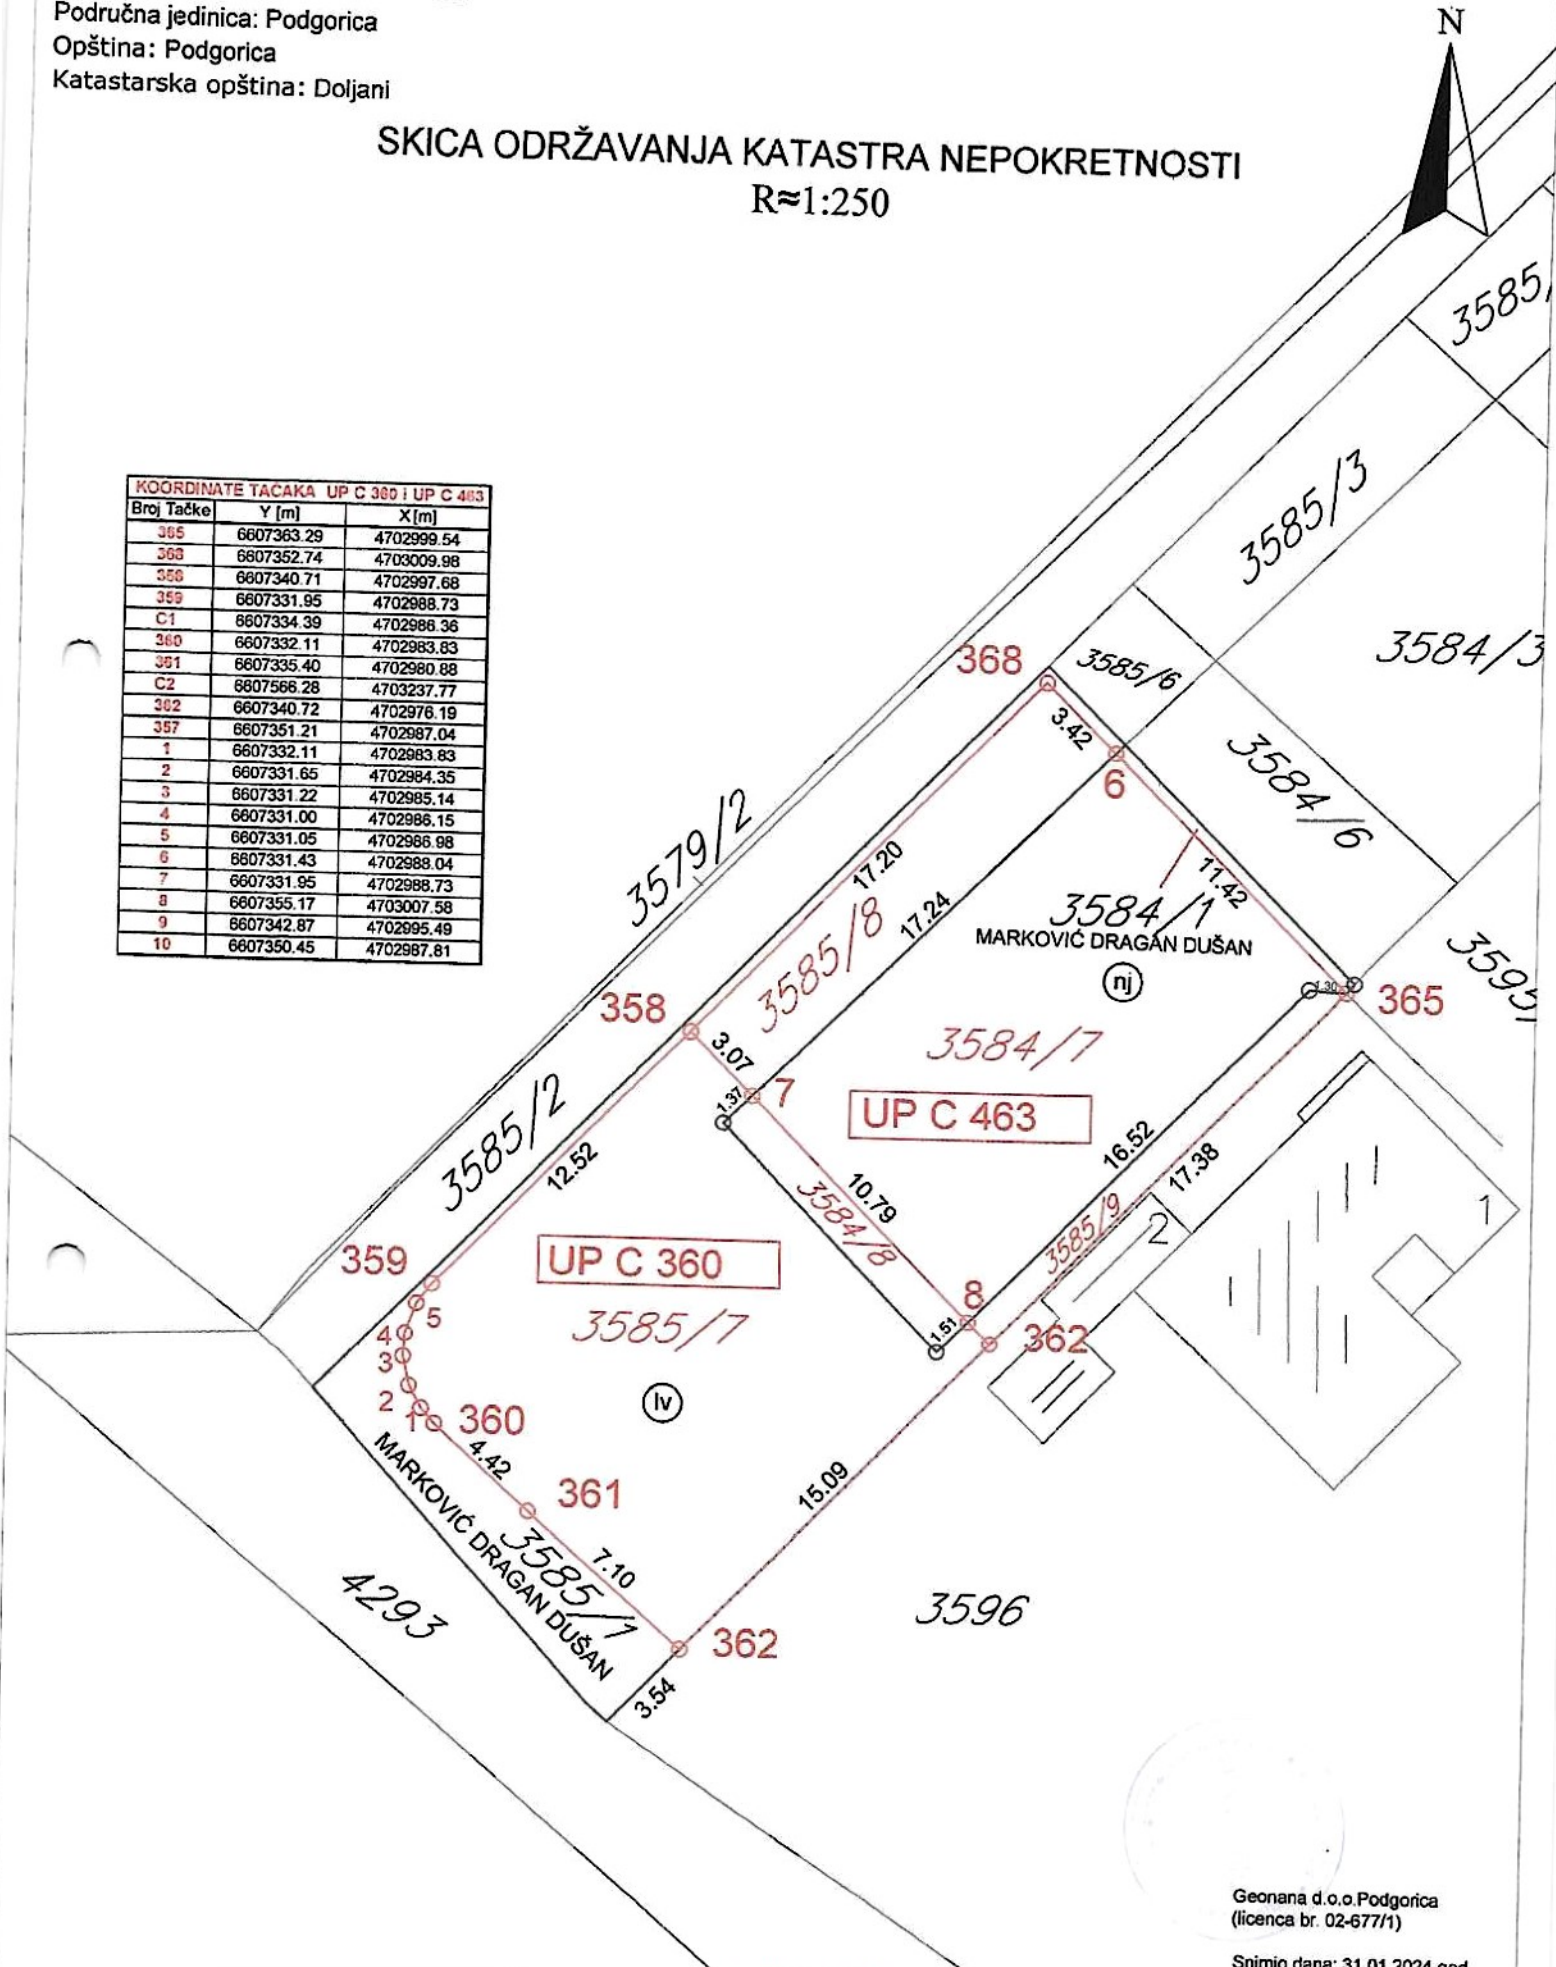 Područna jedinica: Podgorica
Opština: Podgorica
Katastarska opština: Doljani
N
SKICA ODRŽAVANJA KATASTRA NEPOKRETNOSTI
R≈1:250
KOORDINATE TAČAKA UP C 360 i UP C 463
Broj Tačke Y [m] X [m]
365 6607363.29 4702999.54
368 6607352.74 4703009.98
358 6607340.71 4702997.68
359 6607331.95 4702988.73
C1 6607334.39 4702986.36
360 6607332.11 4702983.83
361 6607335.40 4702980.88
C2 6607566.28 4703237.77
362 6607340.72 4702976.19
357 6607351.21 4702987.04
1 6607332.11 4702983.83
2 6607331.65 4702984.35
3 6607331.22 4702985.14
4 6607331.00 4702986.15
5 6607331.05 4702986.98
6 6607331.43 4702988.04
7 6607331.95 4702988.73
8 6607355.17 4703007.58
9 6607342.87 4702995.49
10 6607350.45 4702987.81
3585/
3585/3
3584/3
368
3585/6
3.42
6
3584/6
3579/2
17.20
11.42
17.24
3584/1
MARKOVIĆ DRAGAN DUŠAN
nj
3585/8
3595
358
1.30
365
3.07
3584/7
7
1.37
UP C 463
3585/2
12.52
16.52
17.38
10.79
3584/8
3585/9
2
1
359
UP C 360
5
8
4
3585/7
1.51
362
3
2
lv
1
360
4.42
361
15.09
MARKOVIĆ DRAGAN DUŠAN
3585/1
7.10
4293
3596
362
3.54
Geonana d.o.o.Podgorica
(licenca br. 02-677/1)
Snimio dana: 31.01.2024 god